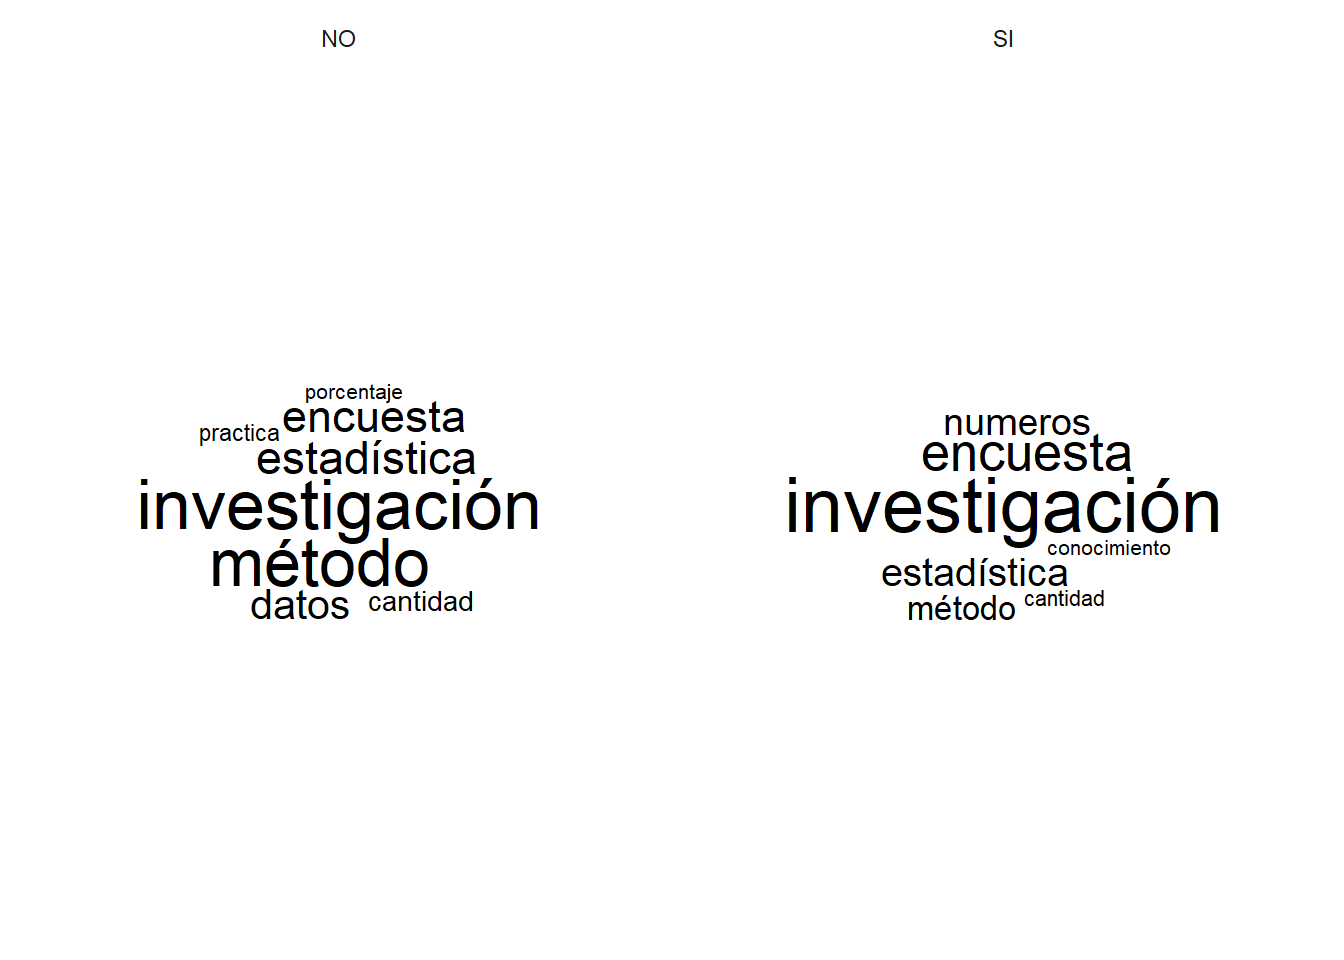 NO
porcentaje
encuesta
practica
estadística
investigación
método
datos cantidad
SI
numeros
encuesta
investigación
conocimiento
estadística
método cantidad